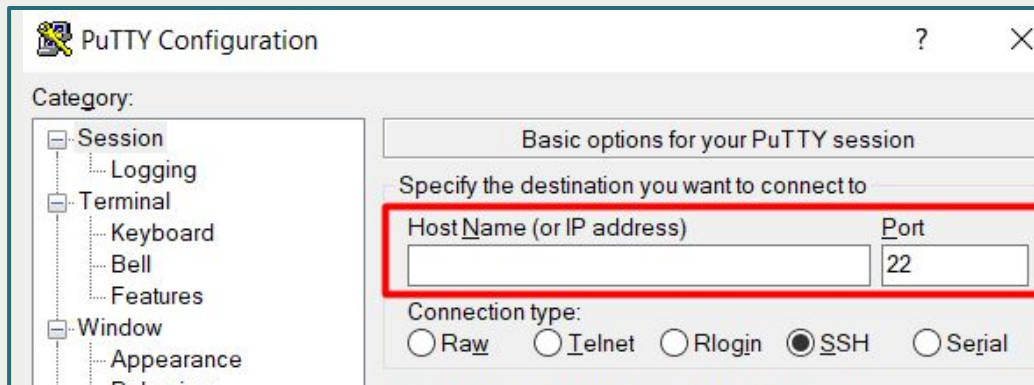 PuTTY Configuration ? ×
Category:
Session
Logging
Terminal
Keyboard
Bell
Features
Window
Appearance
Basic options for your PuTTY session
Specify the destination you want to connect to
Host Name (or IP address) Port
22
Connection type:
Raw Telnet Rlogin SSH Serial